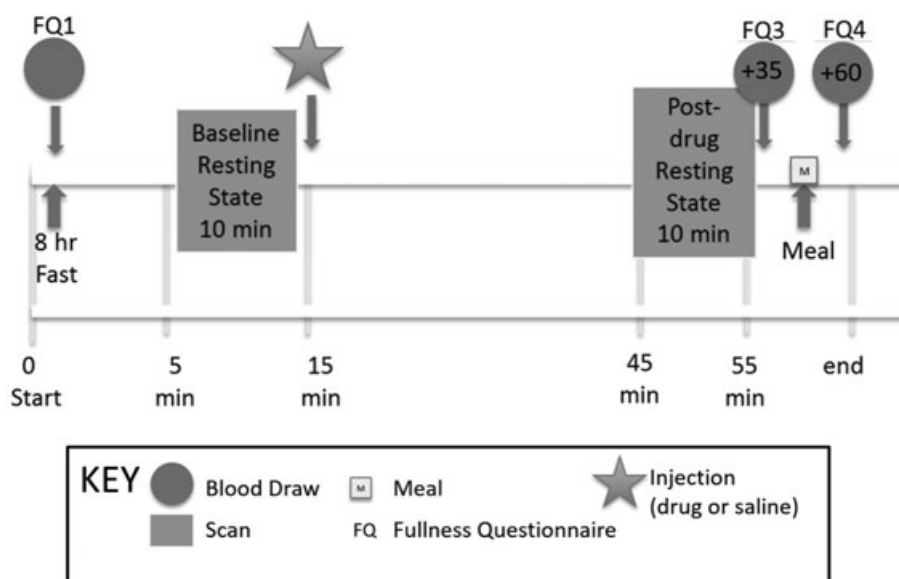 FQ1
FQ3
FQ4
+35
+60
Baseline
Resting
State
10 min
Post-
drug
Resting
State
10 min
M
8 hr
Fast
Meal
0
Start
5
min
15
min
45
min
55
min
end
KEY
Blood Draw
M
Meal
Injection
(drug or saline)
Scan
FQ
Fullness Questionnaire